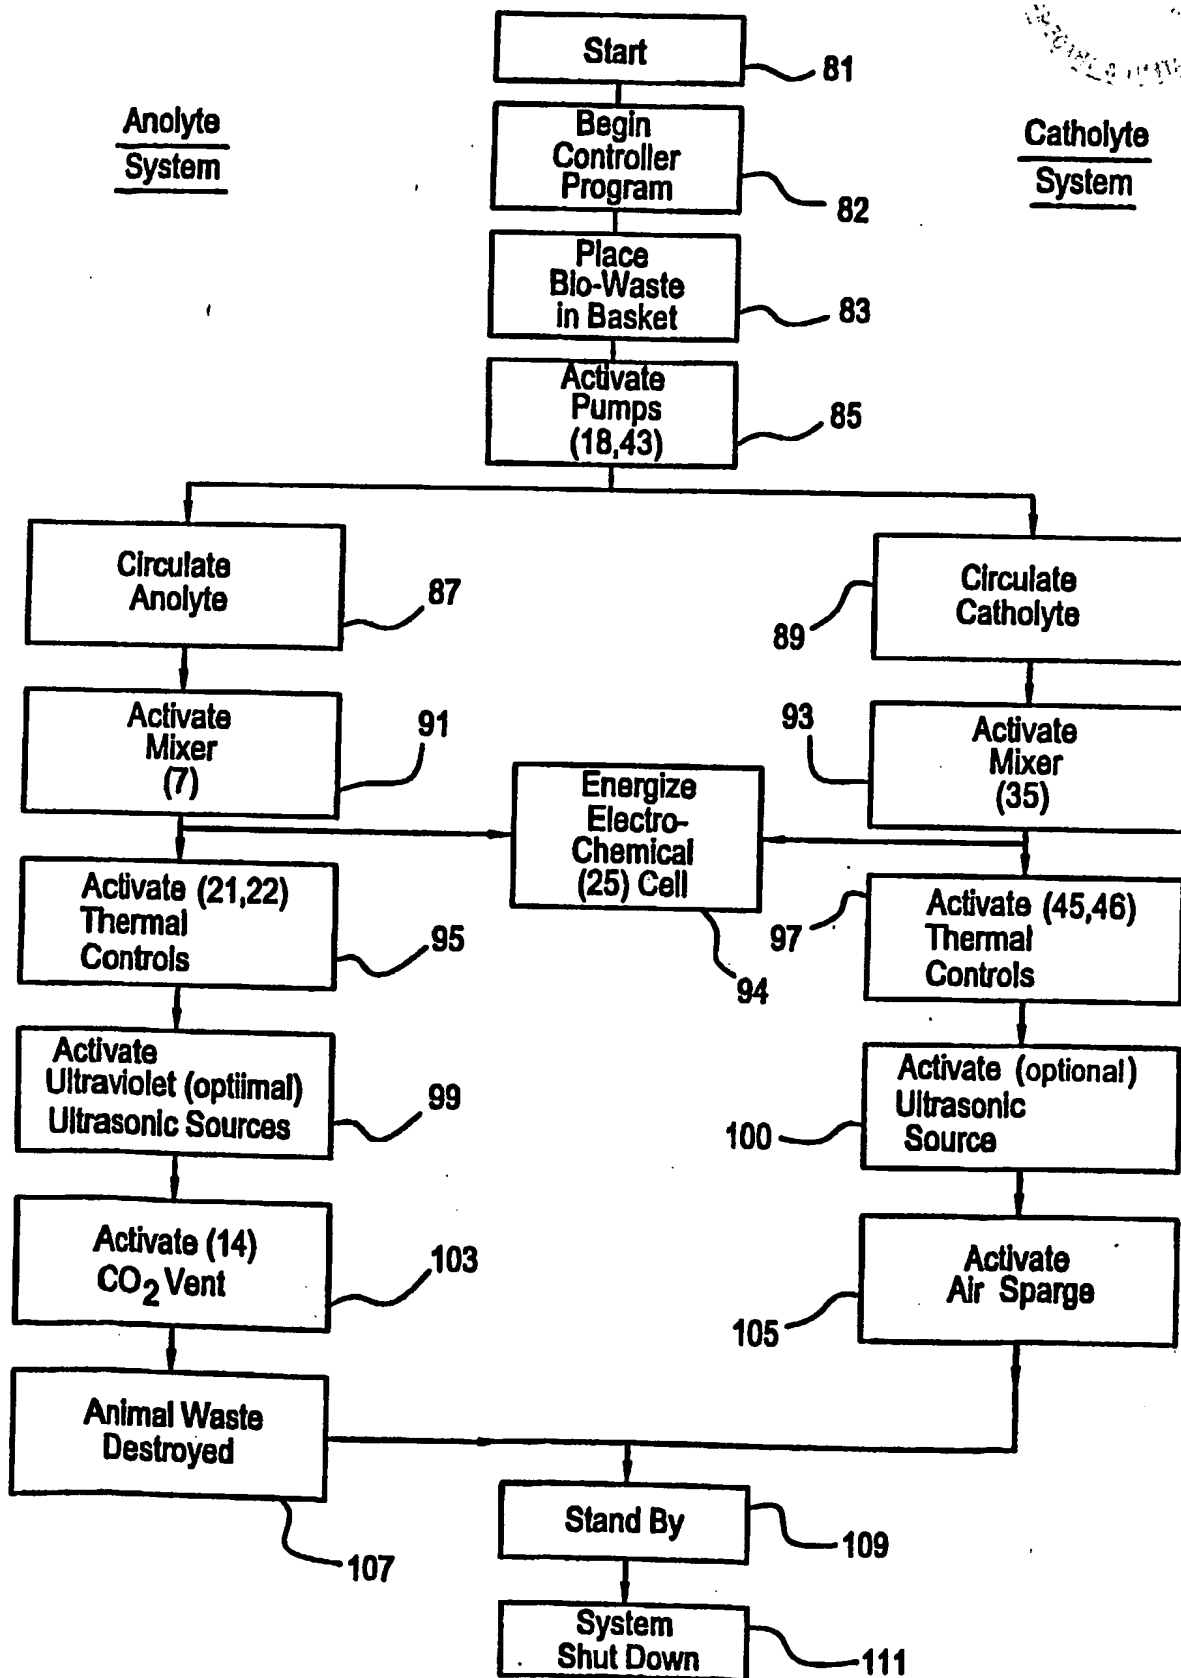 Start
81
Anolyte
System
Catholyte
System
Begin
Controller
Program
82
Place
Bio-Waste
in Basket
83
Activate
Pumps
(18,43)
85
Circulate
Anolyte
87
Circulate
Catholyte
89
Activate
Mixer
(7)
91
Activate
Mixer
(35)
93
Energize
Electro-
Chemical
(25) Cell
94
Activate (21,22)
Thermal
Controls
95
Activate (45,46)
Thermal
Controls
97
Activate
Ultraviolet (optiimal)
Ultrasonic Sources
99
Activate (optional)
Ultrasonic
Source
100
Activate (14)
CO2 Vent
103
Activate
Air Sparge
105
Animal Waste
Destroyed
107
Stand By
109
System
Shut Down
111